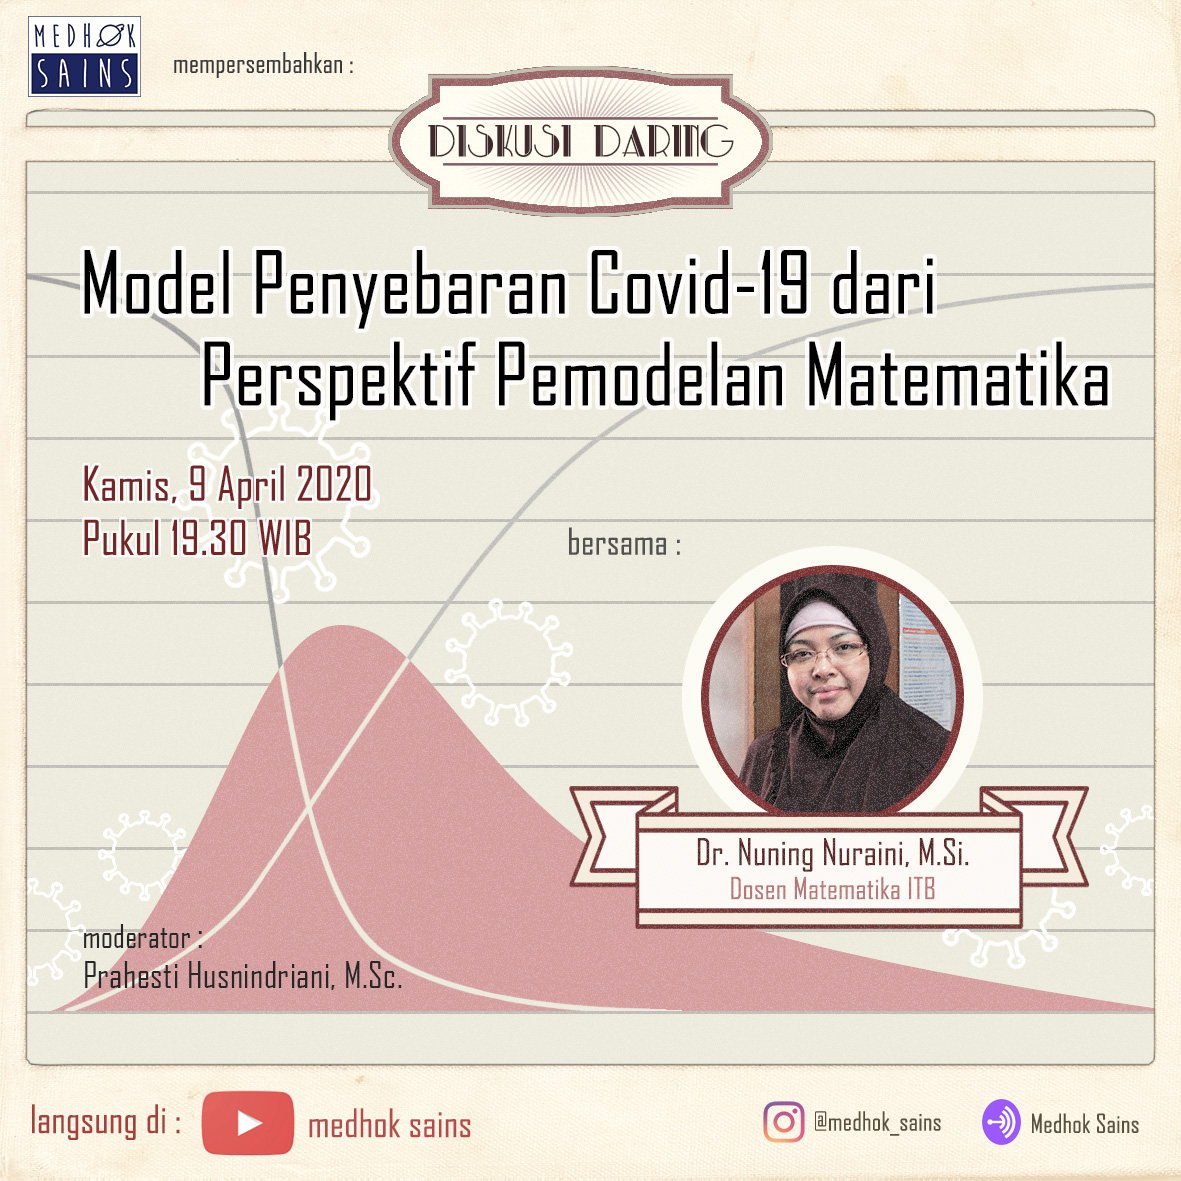 MEDHOK
SAINS
mempersembahkan :
DISKUSI DARING
Model Penyebaran Covid-19 dari
Perspektif Pemodelan Matematika
Kamis, 9 April 2020
Pukul 19.30 WIB
bersama :
Dr. Nuning Nuraini, M.Si.
Dosen Matematika ITB
moderator :
Prahesti Husnindriani, M.Sc.
langsung di :
medhok sains
@medhok_sains
Medhok Sains